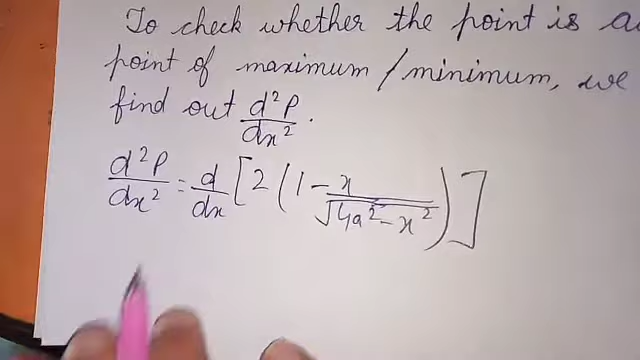 To check whether the point is a
point of maximum/minimum, we
find out d²P/dx².
d²P/dx² = d/dx [2(1 - x/√(4a² - x²))]